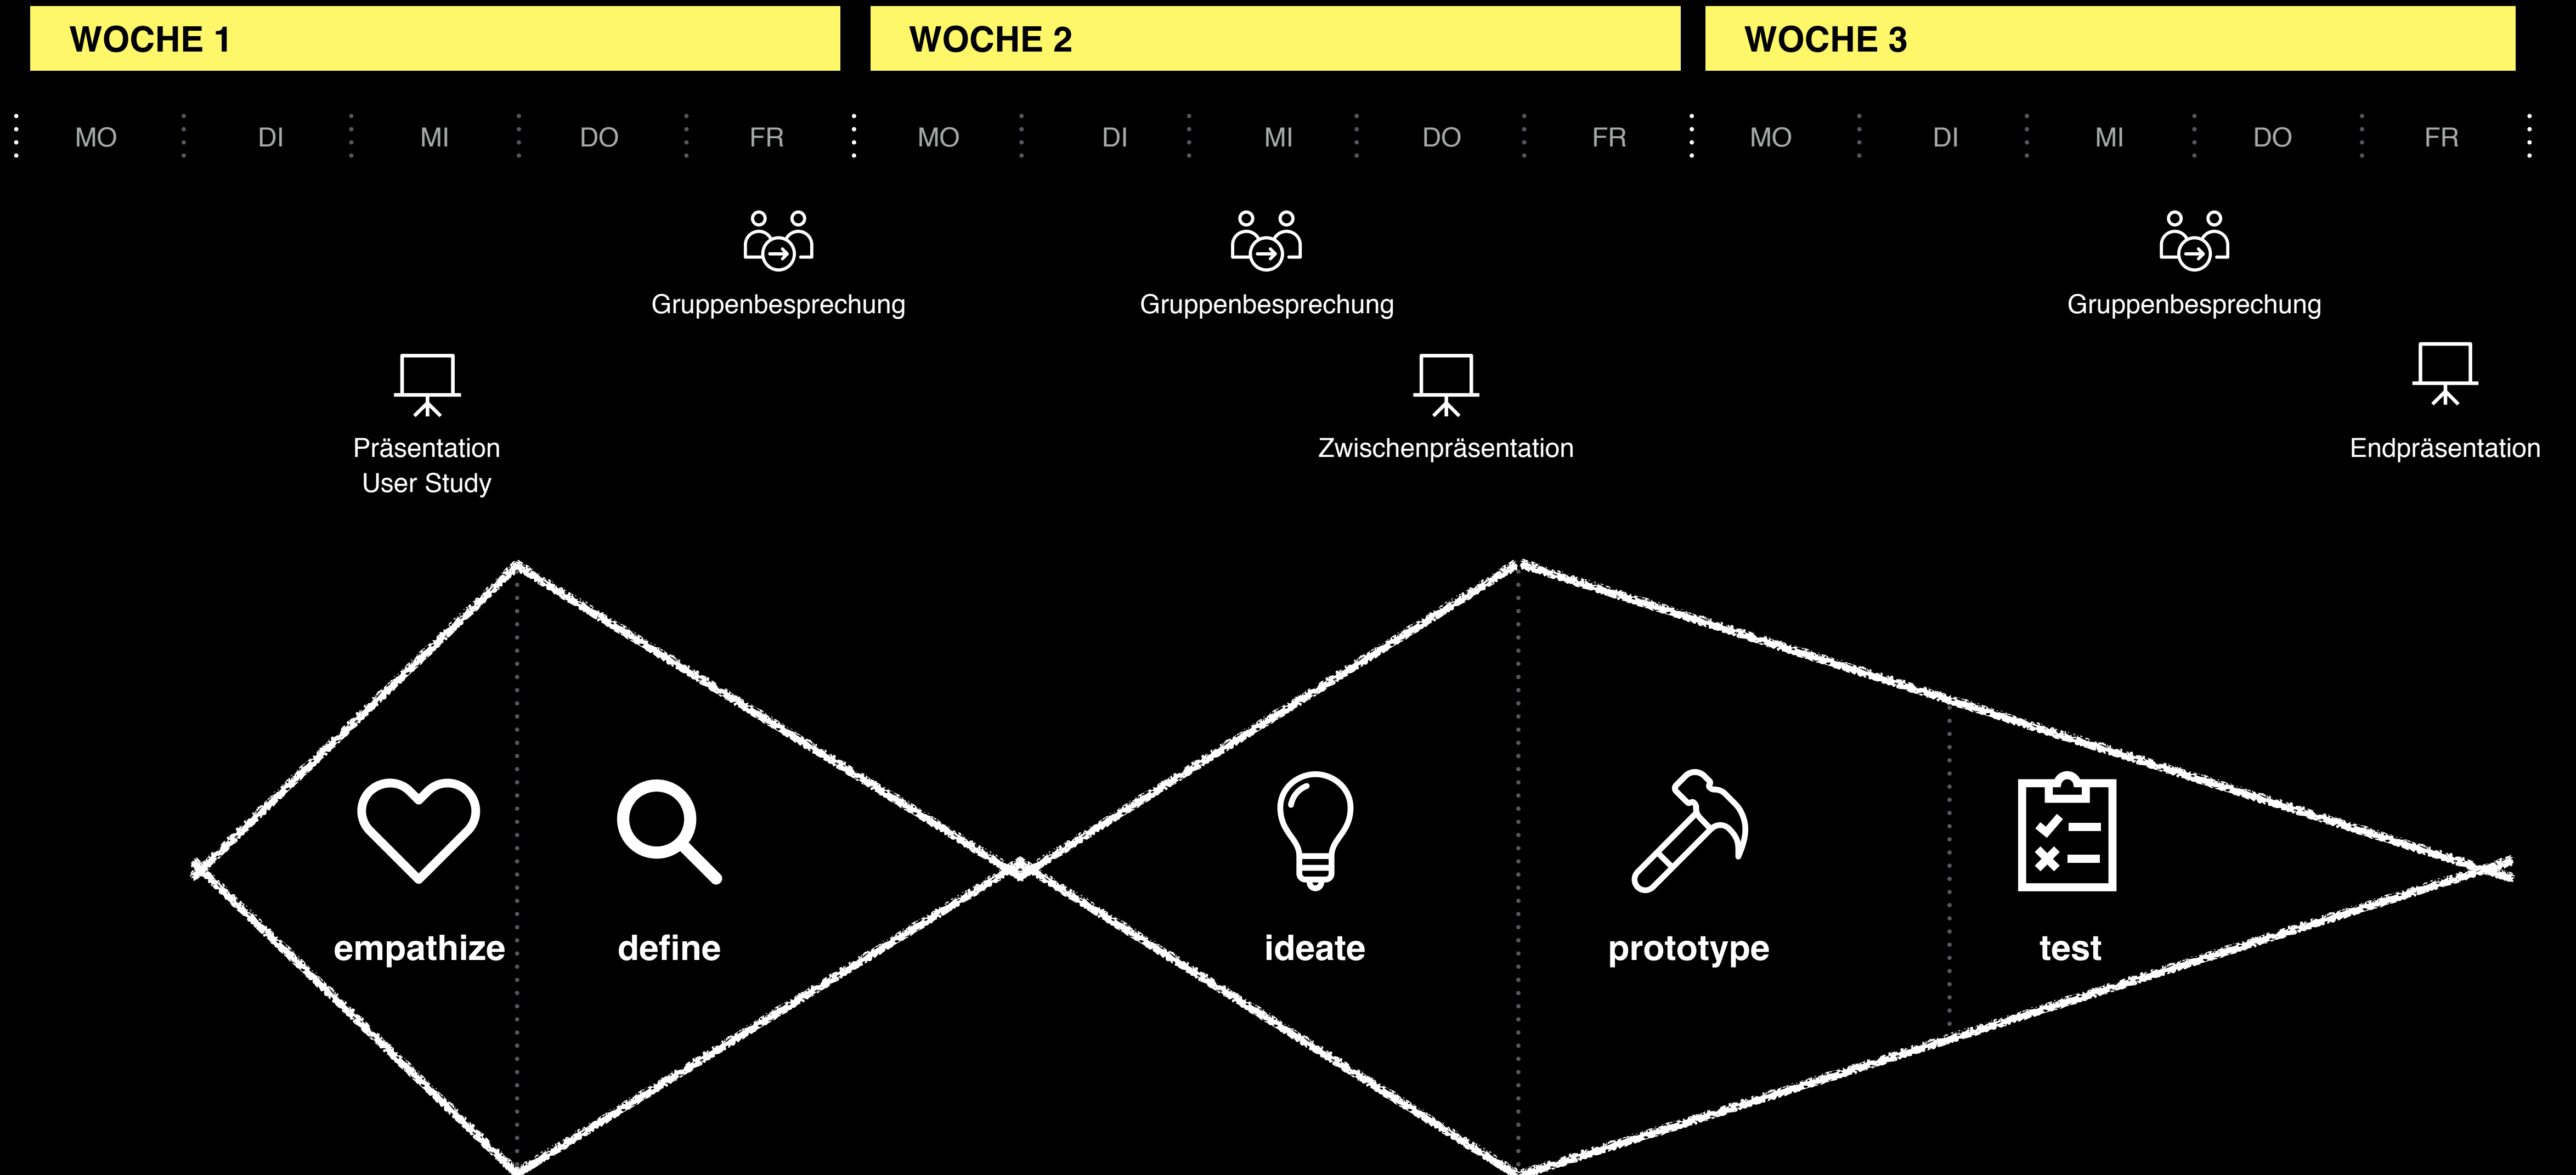 WOCHE 1
WOCHE 2
WOCHE 3
MO DI MI DO FR MO DI MI DO FR MO DI MI DO FR
Gruppenbesprechung
Gruppenbesprechung
Gruppenbesprechung
Präsentation
User Study
Zwischenpräsentation
Endpräsentation
empathize
define
ideate
prototype
test